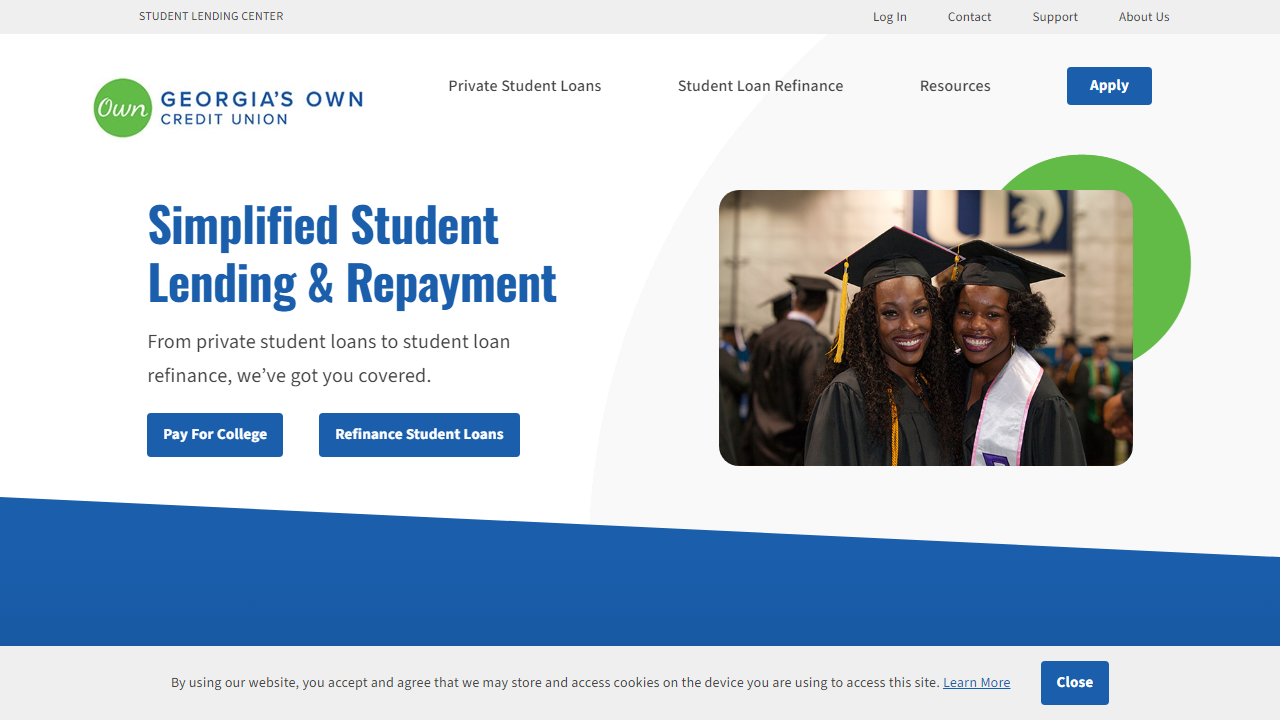 STUDENT LENDING CENTER
Log In
Contact
Support
About Us
Own
GEORGIA'S OWN
CREDIT UNION
Private Student Loans
Student Loan Refinance
Resources
Apply
Simplified Student
Lending & Repayment
From private student loans to student loan
refinance, we've got you covered.
Pay For College
Refinance Student Loans
By using our website, you accept and agree that we may store and access cookies on the device you are using to access this site. Learn More
Close